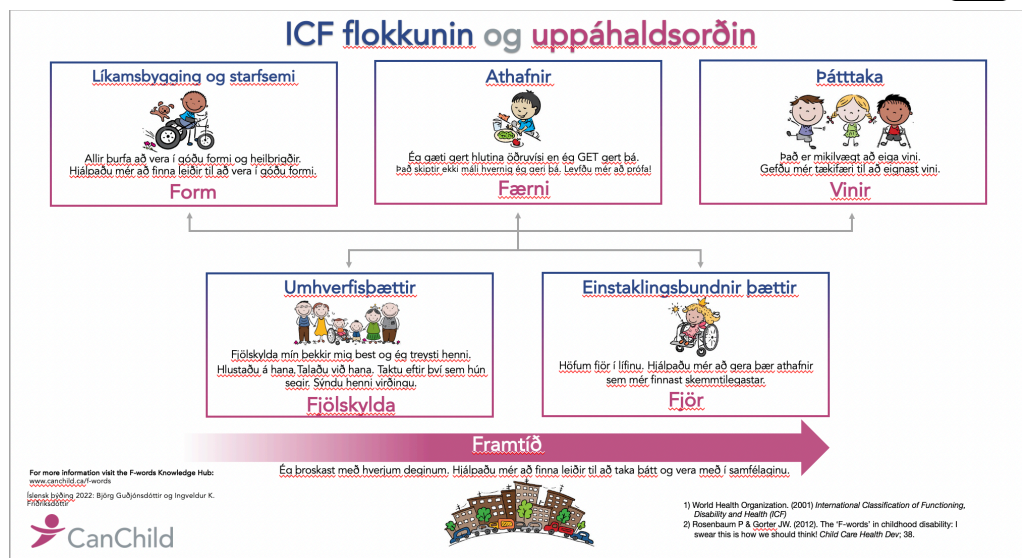 ICF flokkunin og uppáhaldsorðin
Líkamsbygging og starfsemi
Allir þurfa að vera í góðu formi og heilbrigðir.
Hjálpaðu mér að finna leiðir til að vera í góðu formi.
Form
Athafnir
Ég gæti gert hlutina öðruvísi en ég GET gert þá.
Það skiptir ekki máli hvernig ég geri þá. Leyfðu mér að prófa!
Færni
Þátttaka
Það er mikilvægt að eiga vini.
Gefðu mér tækifæri til að eignast vini.
Vinir
Umhverfisþættir
Fjölskylda mín þekkir mig best og ég treysti henni.
Hlustaðu á hana. Talaðu við hana. Taktu eftir því sem hún
segir. Sýndu henni virðingu.
Fjölskylda
Einstaklingsbundnir þættir
Höfum fjör í lífinu. Hjálpaðu mér að gera þær athafnir
sem mér finnast skemmtilegastar.
Fjör
Framtíð
Ég þroskast með hverjum deginum. Hjálpaðu mér að finna leiðir til að taka þátt og vera með í samfélaginu.
For more information visit the F-words Knowledge Hub:
www.canchild.ca/f-words
Íslensk þýðing 2022: Björg Guðjónsdóttir og Ingveldur K.
Friðriksdóttir
CanChild
1) World Health Organization. (2001) International Classification of Functioning,
Disability and Health (ICF)
2) Rosenbaum P & Gorter JW. (2012). The 'F-words' in childhood disability: I
swear this is how we should think! Child Care Health Dev; 38.